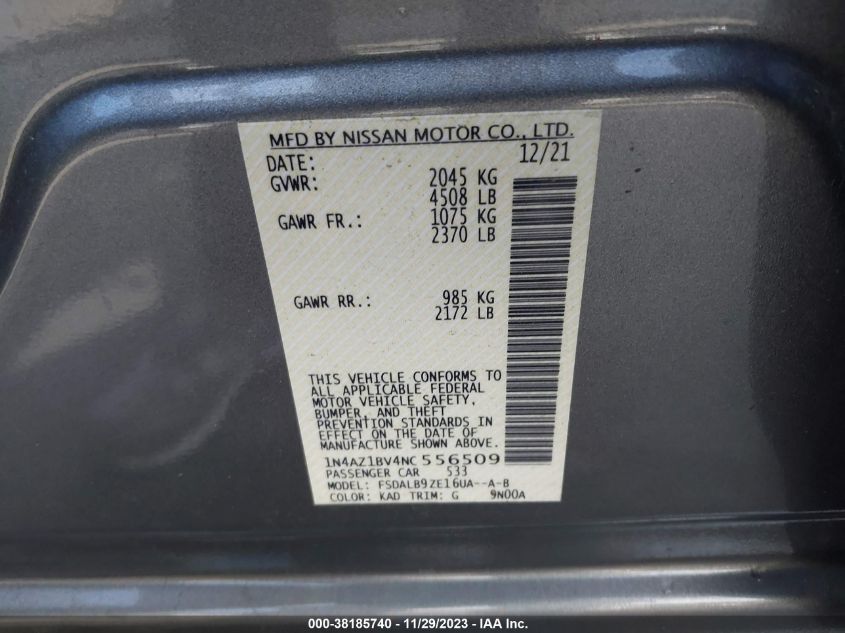 MFD BY NISSAN MOTOR CO., LTD.
DATE: 12/21
GVWR: 2045 KG
4508 LB
GAWR FR.: 1075 KG
2370 LB
GAWR RR.: 985 KG
2172 LB
THIS VEHICLE CONFORMS TO
ALL APPLICABLE FEDERAL
MOTOR VEHICLE SAFETY,
BUMPER, AND THEFT
PREVENTION STANDARDS IN
EFFECT ON THE DATE OF
MANUFACTURE SHOWN ABOVE.
1N4AZ1BV4NC 556509
PASSENGER CAR 533
MODEL: FSDALB9ZE16UA--A-B
COLOR: KAD TRIM: G 9N00A
000-38185740 - 11/29/2023 - IAA Inc.